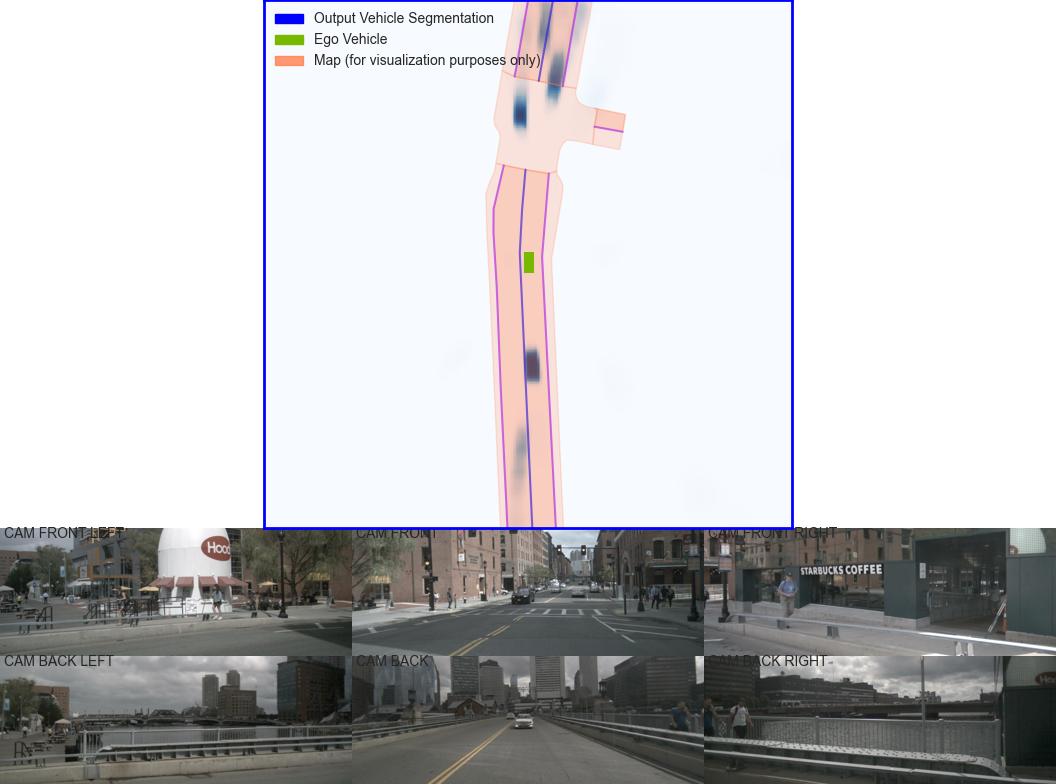 Output Vehicle Segmentation
Ego Vehicle
Map (for visualization purposes only)
CAM FRONT LEFT
CAM FRONT
CAM FRONT RIGHT
Hood
STARBUCKS COFFEE
CAM BACK LEFT
CAM BACK
CAM BACK RIGHT